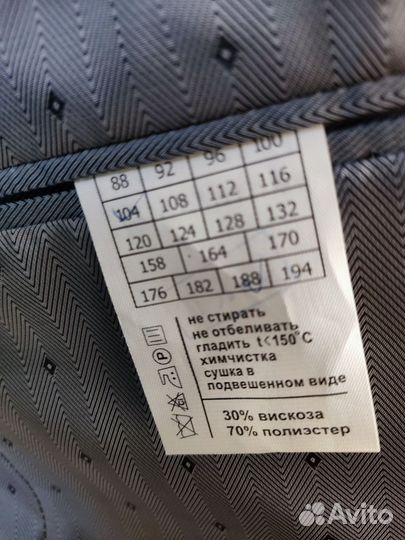 88 92 96 100
104 108 112 116
120 124 128 132
158 164 170
176 182 188 194
не стирать
не отбеливать
гладить t<150°C
P
химчистка
сушка в
подвешенном виде
30% вискоза
70% полиэстер
Avito